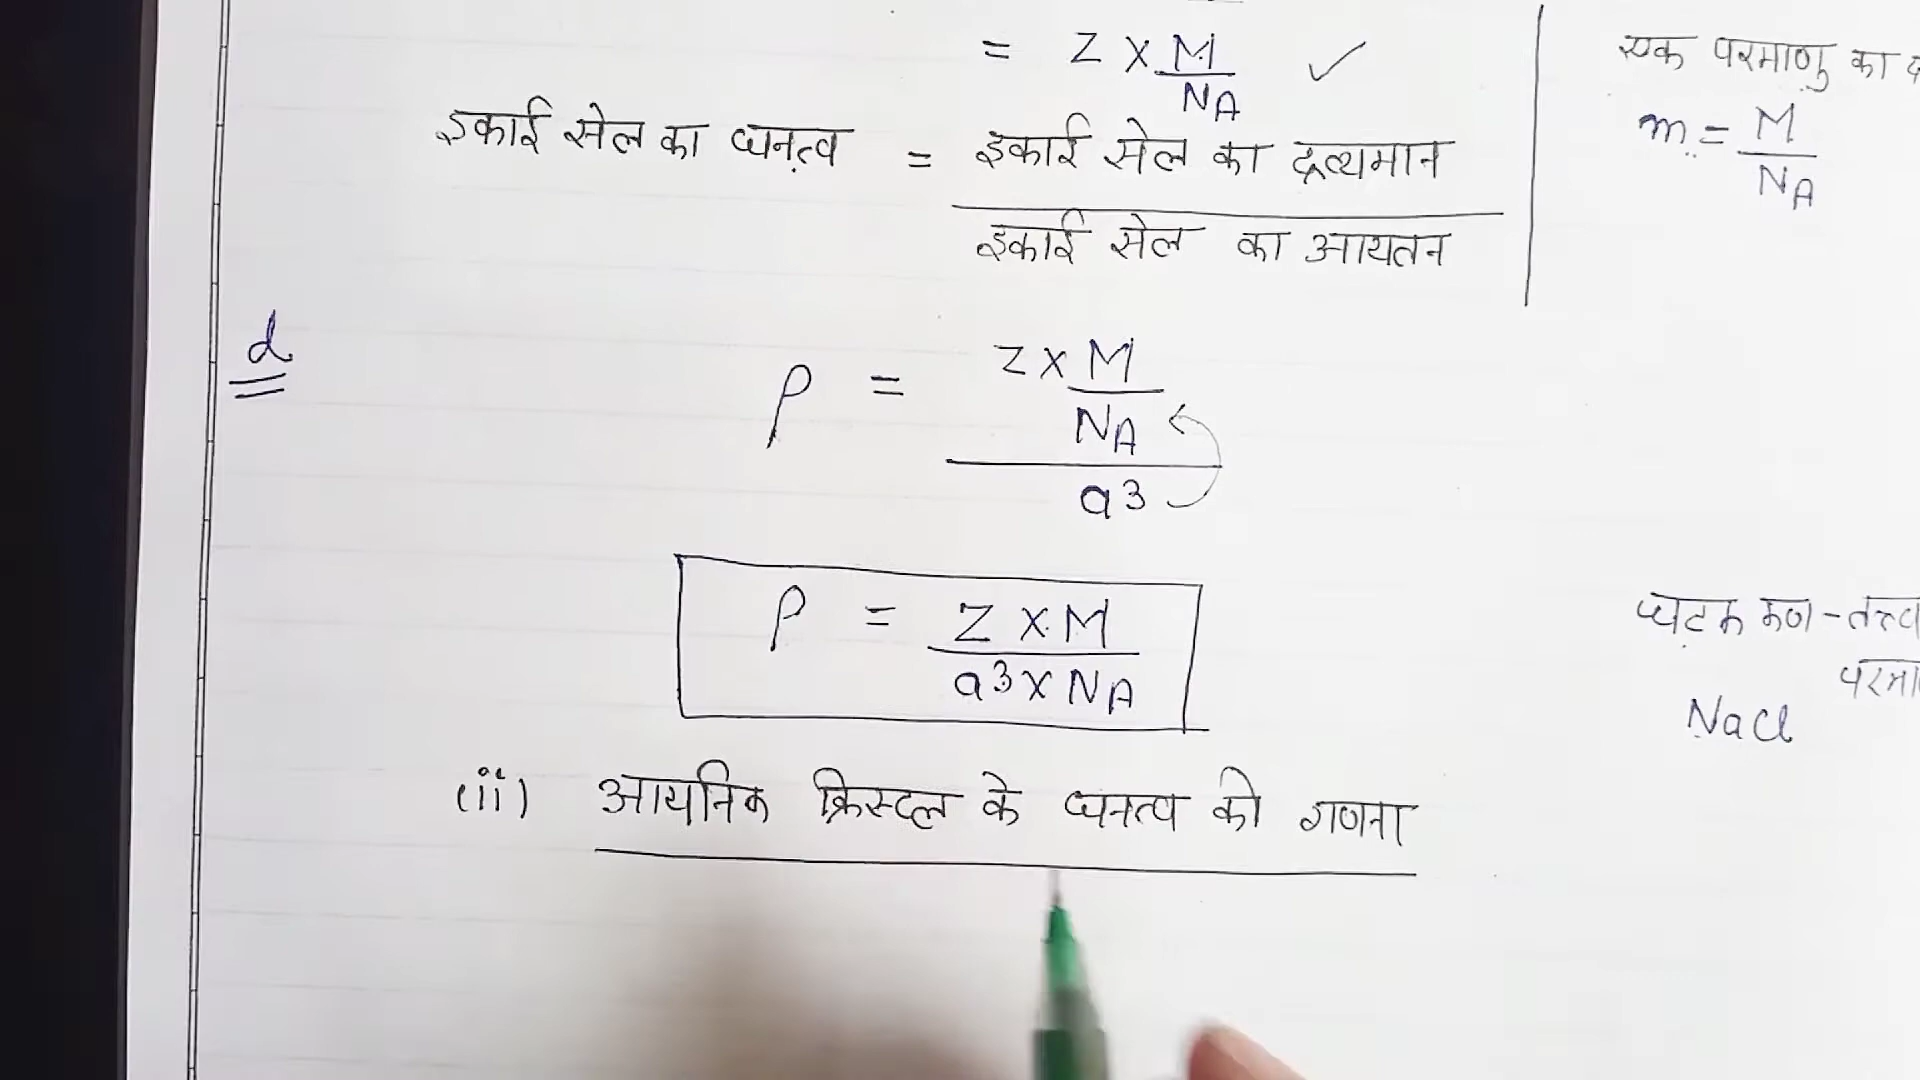 = Z × M/NA ✓
इकाई सेल का घनत्व = इकाई सेल का द्रव्यमान
इकाई सेल का आयतन
d
ρ = Z × M/NA
a3
ρ = Z × M
a3 × NA
(ii) आयनिक क्रिस्टल के घनत्व की गणना
एक परमाणु का
m = M
NA
घटक कण - तत्त्व
NaCl